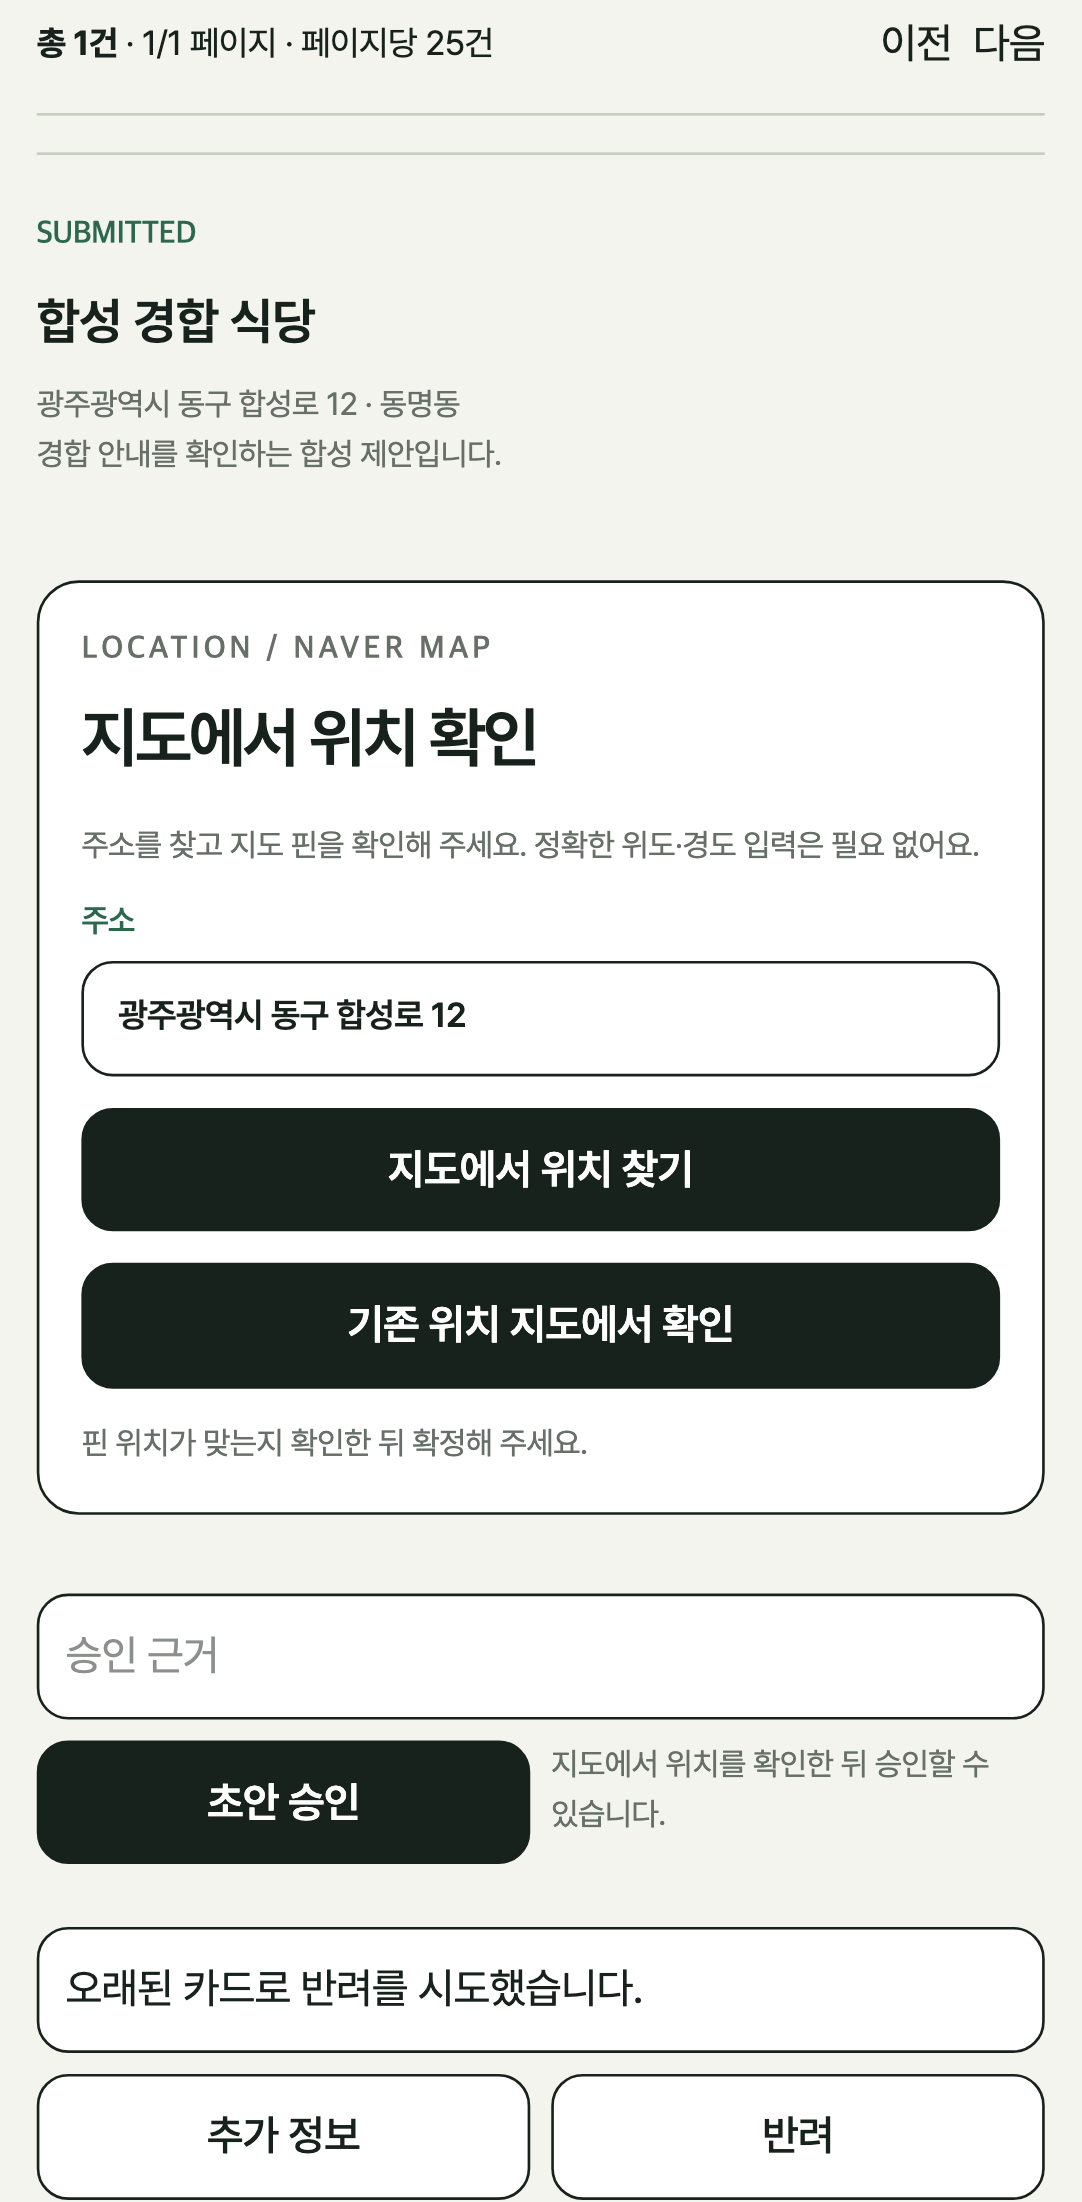 총 1건 · 1/1 페이지 · 페이지당 25건
이전 다음
SUBMITTED
합성 경합 식당
광주광역시 동구 합성로 12 · 동명동
경합 안내를 확인하는 합성 제안입니다.
LOCATION / NAVER MAP
지도에서 위치 확인
주소를 찾고 지도 핀을 확인해 주세요. 정확한 위도·경도 입력은 필요 없어요.
주소
광주광역시 동구 합성로 12
지도에서 위치 찾기
기존 위치 지도에서 확인
핀 위치가 맞는지 확인한 뒤 확정해 주세요.
승인 근거
초안 승인
지도에서 위치를 확인한 뒤 승인할 수
있습니다.
오래된 카드로 반려를 시도했습니다.
추가 정보
반려